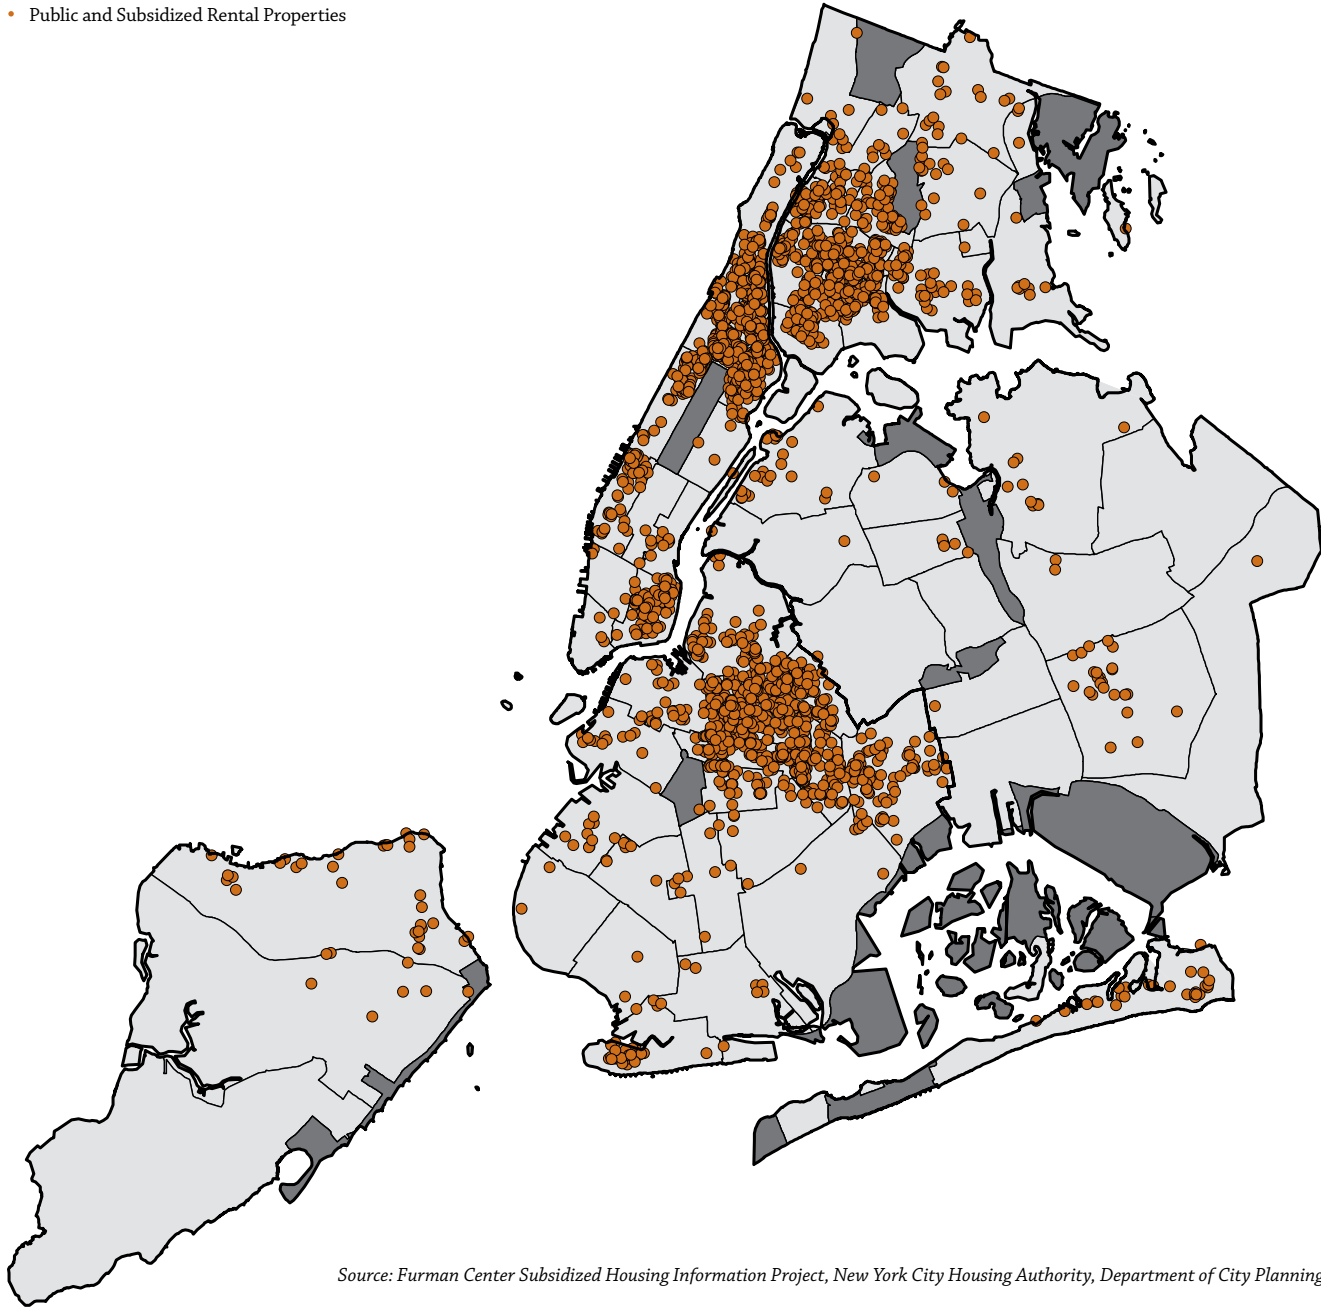 Public and Subsidized Rental Properties
Source: Furman Center Subsidized Housing Information Project, New York City Housing Authority, Department of City Planning